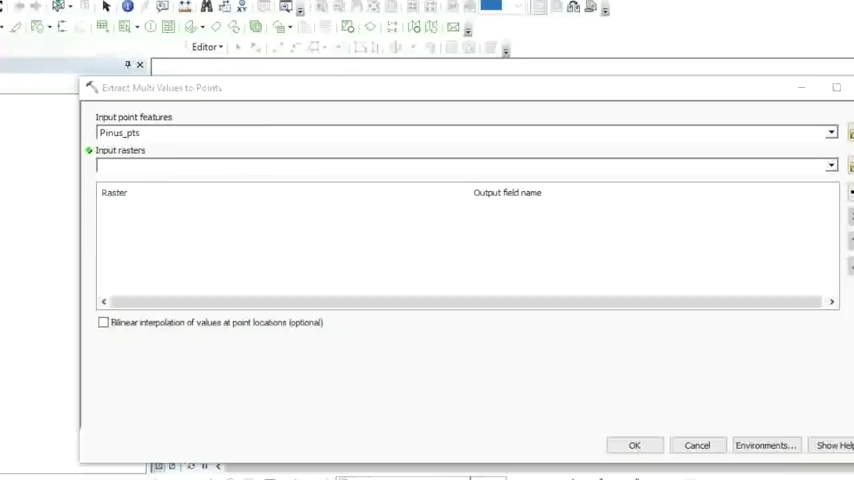 Editor
Extract Multi Values to Points
Input point features
Pinus_pts
Input rasters
Raster
Output field name
Bilinear interpolation of values at point locations (optional)
OK
Cancel
Environments...
Show Help